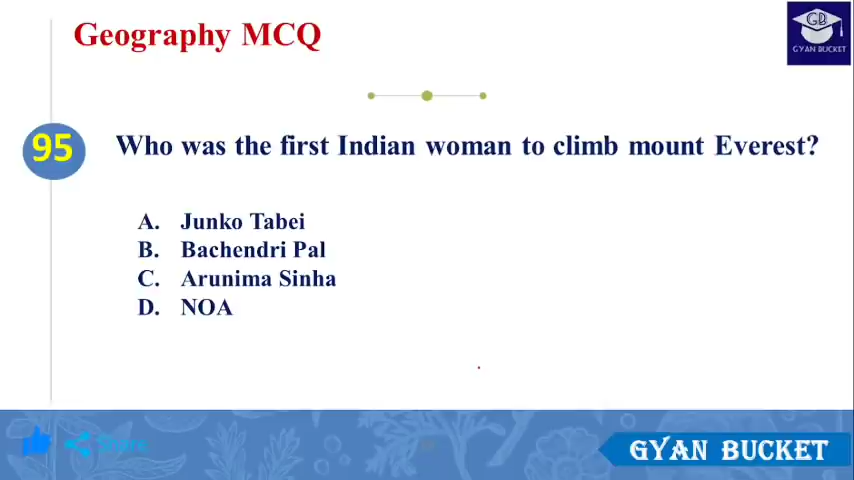 Geography MCQ
GB
GYAN BUCKET
95
Who was the first Indian woman to climb mount Everest?
A. Junko Tabei
B. Bachendri Pal
C. Arunima Sinha
D. NOA
Share
GYAN BUCKET